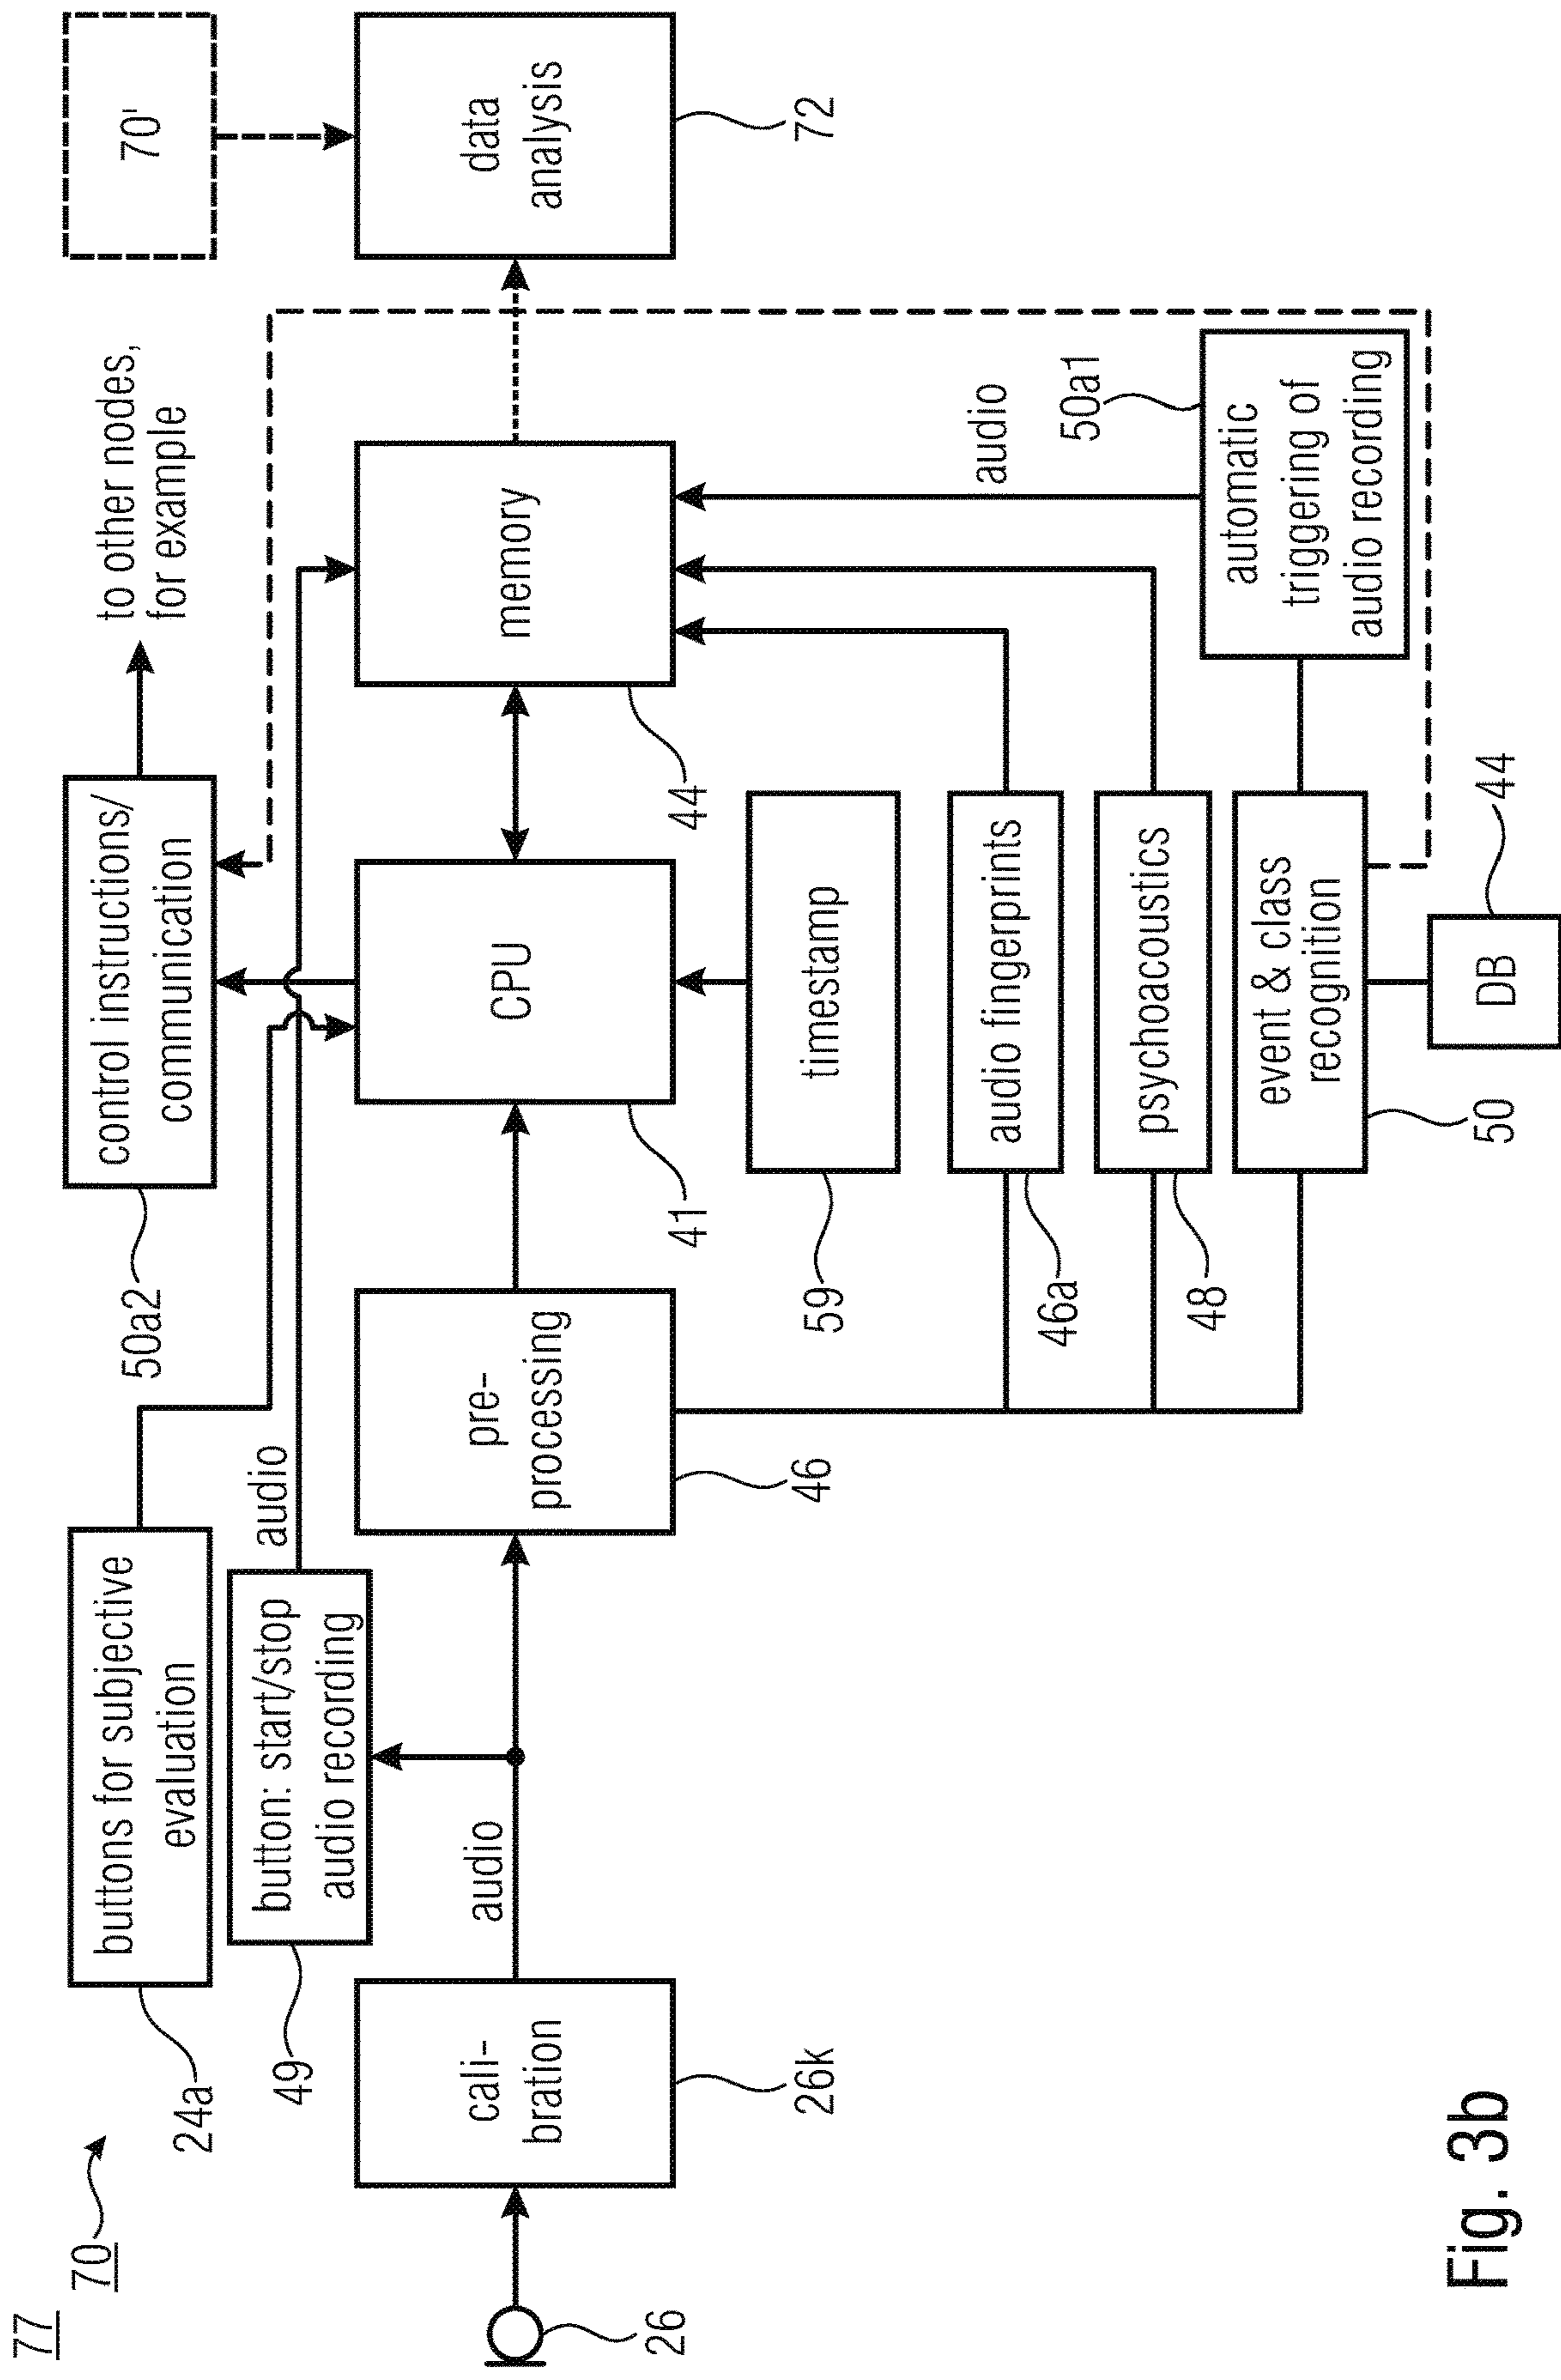 77
70
24a
buttons for subjective
evaluation
50a2
control instructions/
communication
to other nodes,
for example
70'
49
button: start/stop
audio recording
audio
26
cali-
bration
26k
audio
pre-
processing
46
CPU
41
memory
44
data
analysis
72
timestamp
59
audio fingerprints
46a
psychoacoustics
48
event & class
recognition
50
DB
44
audio
50a1
automatic
triggering of
audio recording
Fig. 3b